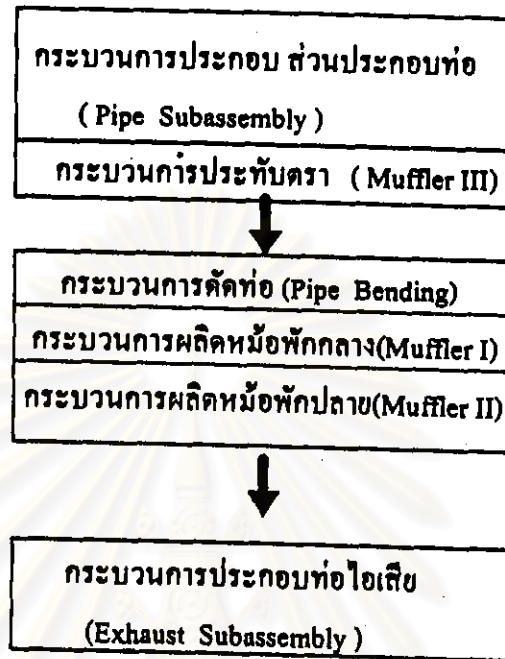 กระบวนการประกอบ ส่วนประกอบท่อ
( Pipe Subassembly )
กระบวนการประทับตรา ( Muffler III)
กระบวนการดัดท่อ (Pipe Bending)
กระบวนการผลิตหม้อพักกลาง(Muffler I)
กระบวนการผลิตหม้อพักปลาย(Muffler II)
กระบวนการประกอบท่อไอเสีย
(Exhaust Subassembly )